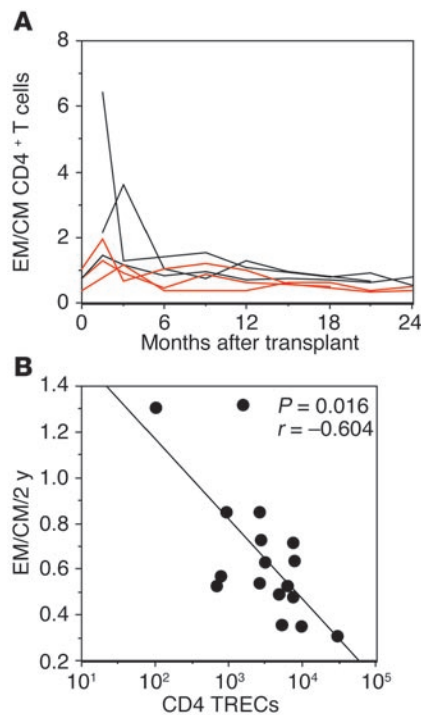 A
8
6
4
2
0
EM/CM CD4 + T cells
0 6 12 18 24
Months after transplant
B
1.4
1.2
1.0
0.8
0.6
0.4
0.2
EM/CM/2 y
P = 0.016
r = –0.604
10¹ 10² 10³ 10⁴ 10⁵
CD4 TRECs